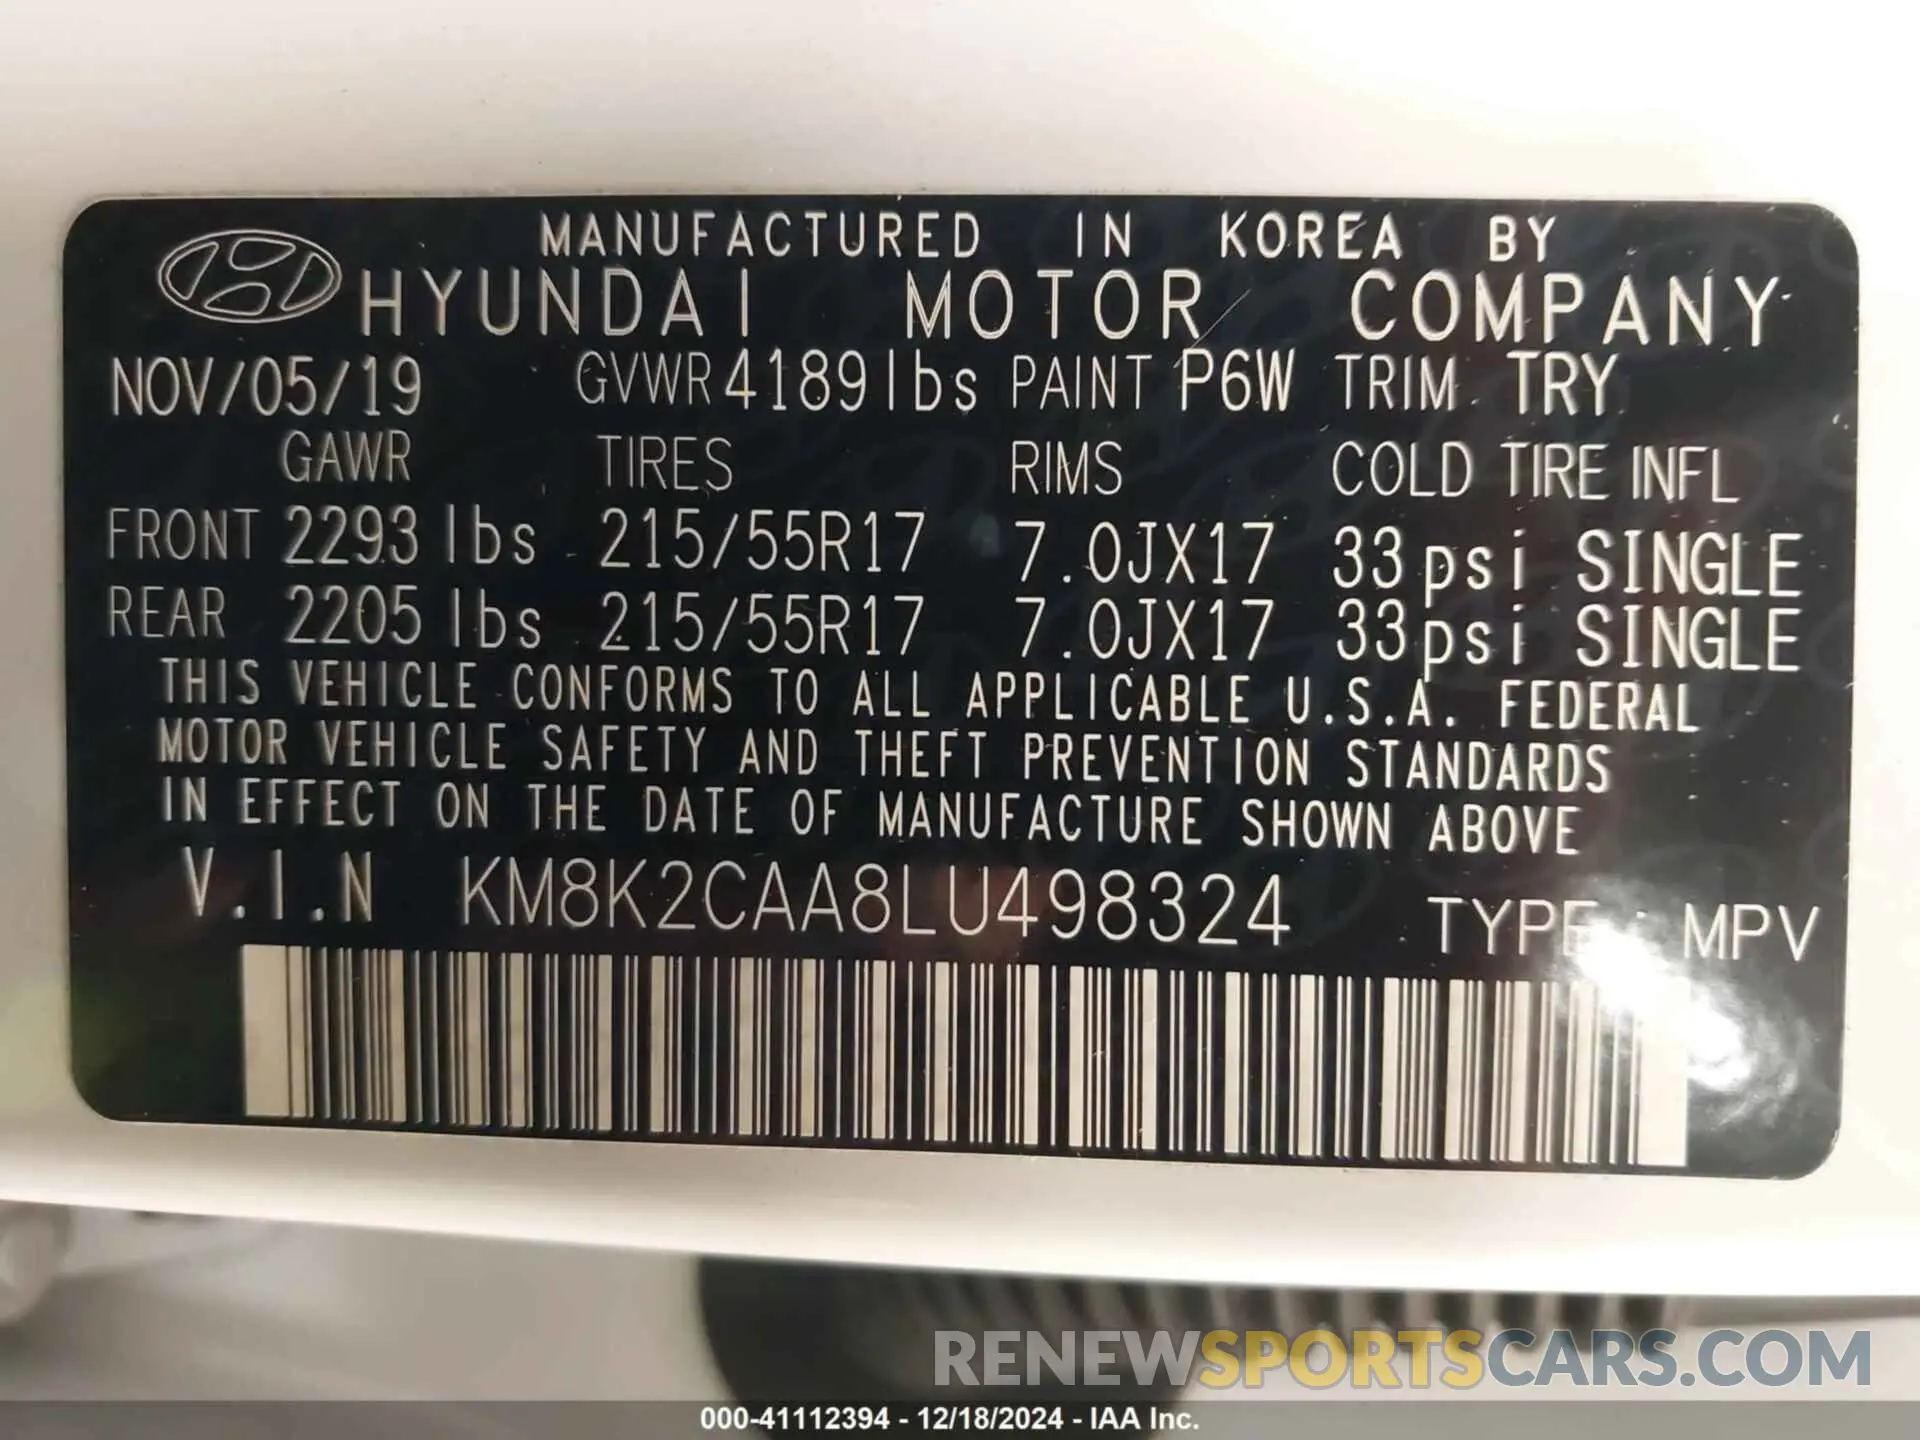 MANUFACTURED IN KOREA BY
HYUNDAI MOTOR COMPANY
NOV/05/19 GVWR 4189lbs PAINT P6W TRIM TRY
GAWR TIRES RIMS COLD TIRE INFL
FRONT 2293 lbs 215/55R17 7.0JX17 33psi SINGLE
REAR 2205 lbs 215/55R17 7.0JX17 33psi SINGLE
THIS VEHICLE CONFORMS TO ALL APPLICABLE U.S.A. FEDERAL
MOTOR VEHICLE SAFETY AND THEFT PREVENTION STANDARDS
IN EFFECT ON THE DATE OF MANUFACTURE SHOWN ABOVE
V.I.N KM8K2CAA8LU498324 TYPE : MPV
RENEWSPORTSCARS.COM
000-41112394 - 12/18/2024 - IAA Inc.